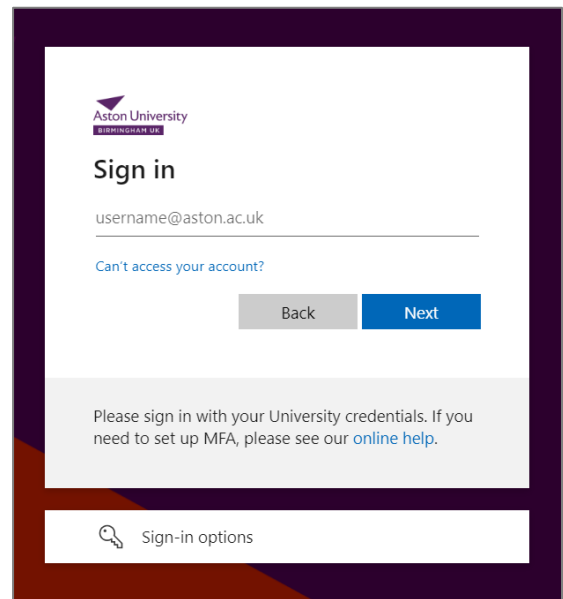 Aston University
BIRMINGHAM UK
Sign in
username@aston.ac.uk
Can't access your account?
Back
Next
Please sign in with your University credentials. If you
need to set up MFA, please see our online help.
Sign-in options